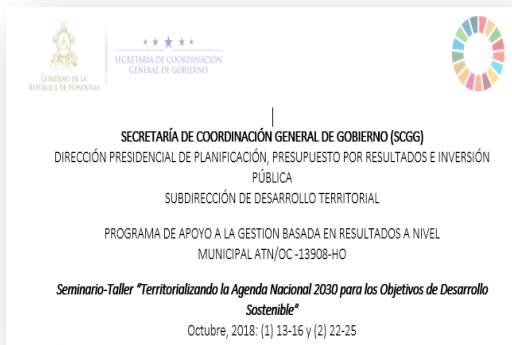 GOBIERNO DE LA
REPÚBLICA DE HONDURAS
SECRETARÍA DE COORDINACIÓN
GENERAL DE GOBIERNO
SECRETARÍA DE COORDINACIÓN GENERAL DE GOBIERNO (SCGG)
DIRECCIÓN PRESIDENCIAL DE PLANIFICACIÓN, PRESUPUESTO POR RESULTADOS E INVERSIÓN
PÚBLICA
SUBDIRECCIÓN DE DESARROLLO TERRITORIAL
PROGRAMA DE APOYO A LA GESTION BASADA EN RESULTADOS A NIVEL
MUNICIPAL ATN/OC -13908-HO
Seminario-Taller "Territorializando la Agenda Nacional 2030 para los Objetivos de Desarrollo
Sostenible"
Octubre, 2018: (1) 13-16 y (2) 22-25